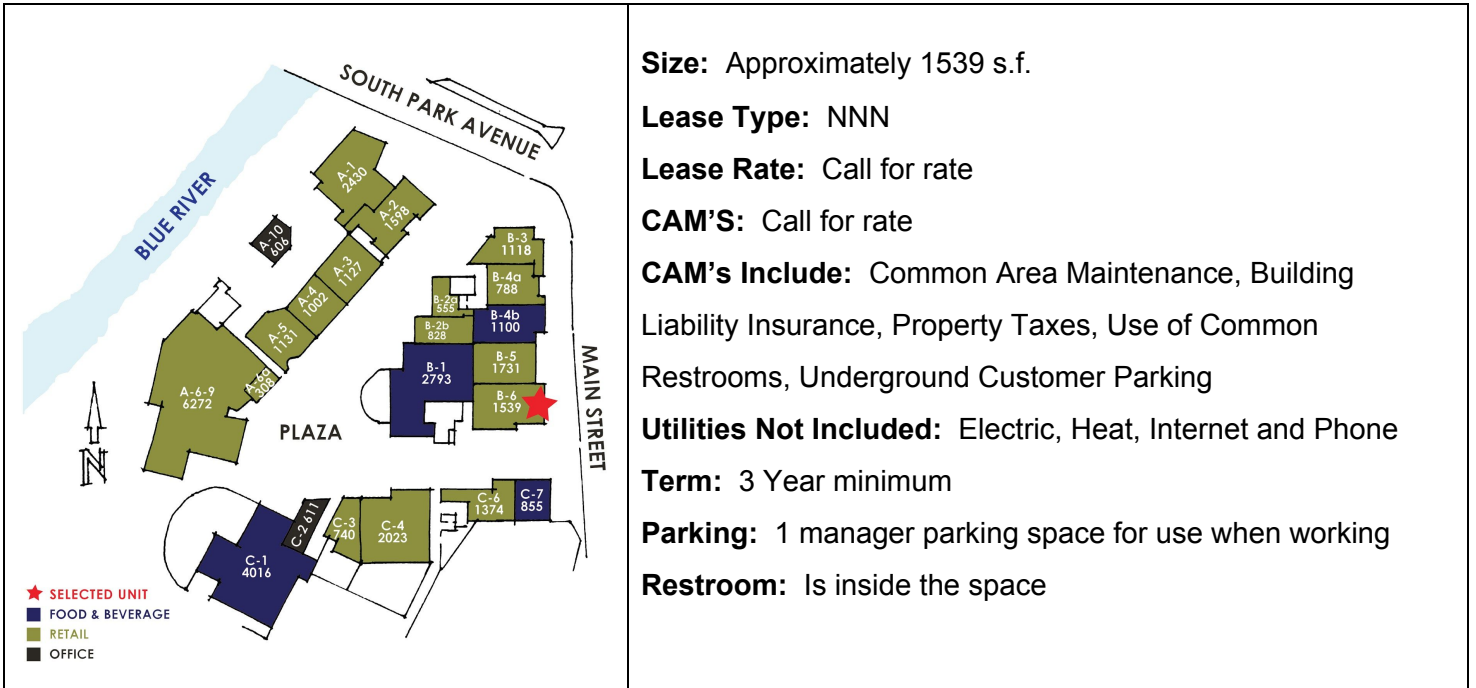 SOUTH PARK AVENUE
BLUE RIVER
A-1
2430
A-2
1598
A-10
606
A-3
1127
A-4
1002
A-5
1131
A-6a
308
A-6-9
6272
B-3
1118
B-4a
788
B-2a
555
B-4b
1100
B-2b
828
B-1
2793
B-5
1731
B-6
1539
MAIN STREET
PLAZA
N
C-6
1374
C-7
855
C-2 611
C-3
740
C-4
2023
C-1
4016
SELECTED UNIT
FOOD & BEVERAGE
RETAIL
OFFICE
Size: Approximately 1539 s.f.
Lease Type: NNN
Lease Rate: Call for rate
CAM’S: Call for rate
CAM’s Include: Common Area Maintenance, Building
Liability Insurance, Property Taxes, Use of Common
Restrooms, Underground Customer Parking
Utilities Not Included: Electric, Heat, Internet and Phone
Term: 3 Year minimum
Parking: 1 manager parking space for use when working
Restroom: Is inside the space